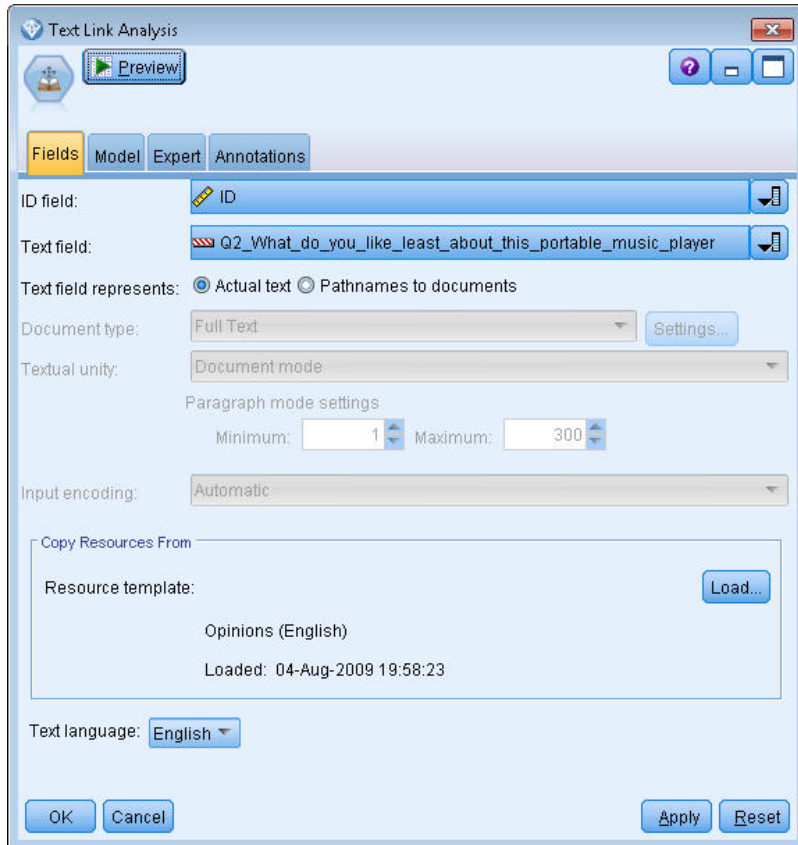 Text Link Analysis
Preview
Fields Model Expert Annotations
ID field: ID
Text field: Q2_What_do_you_like_least_about_this_portable_music_player
Text field represents: Actual text Pathnames to documents
Document type: Full Text Settings...
Textual unity: Document mode
Paragraph mode settings
Minimum: 1 Maximum: 300
Input encoding: Automatic
Copy Resources From
Resource template: Load...
Opinions (English)
Loaded: 04-Aug-2009 19:58:23
Text language: English
OK Cancel Apply Reset